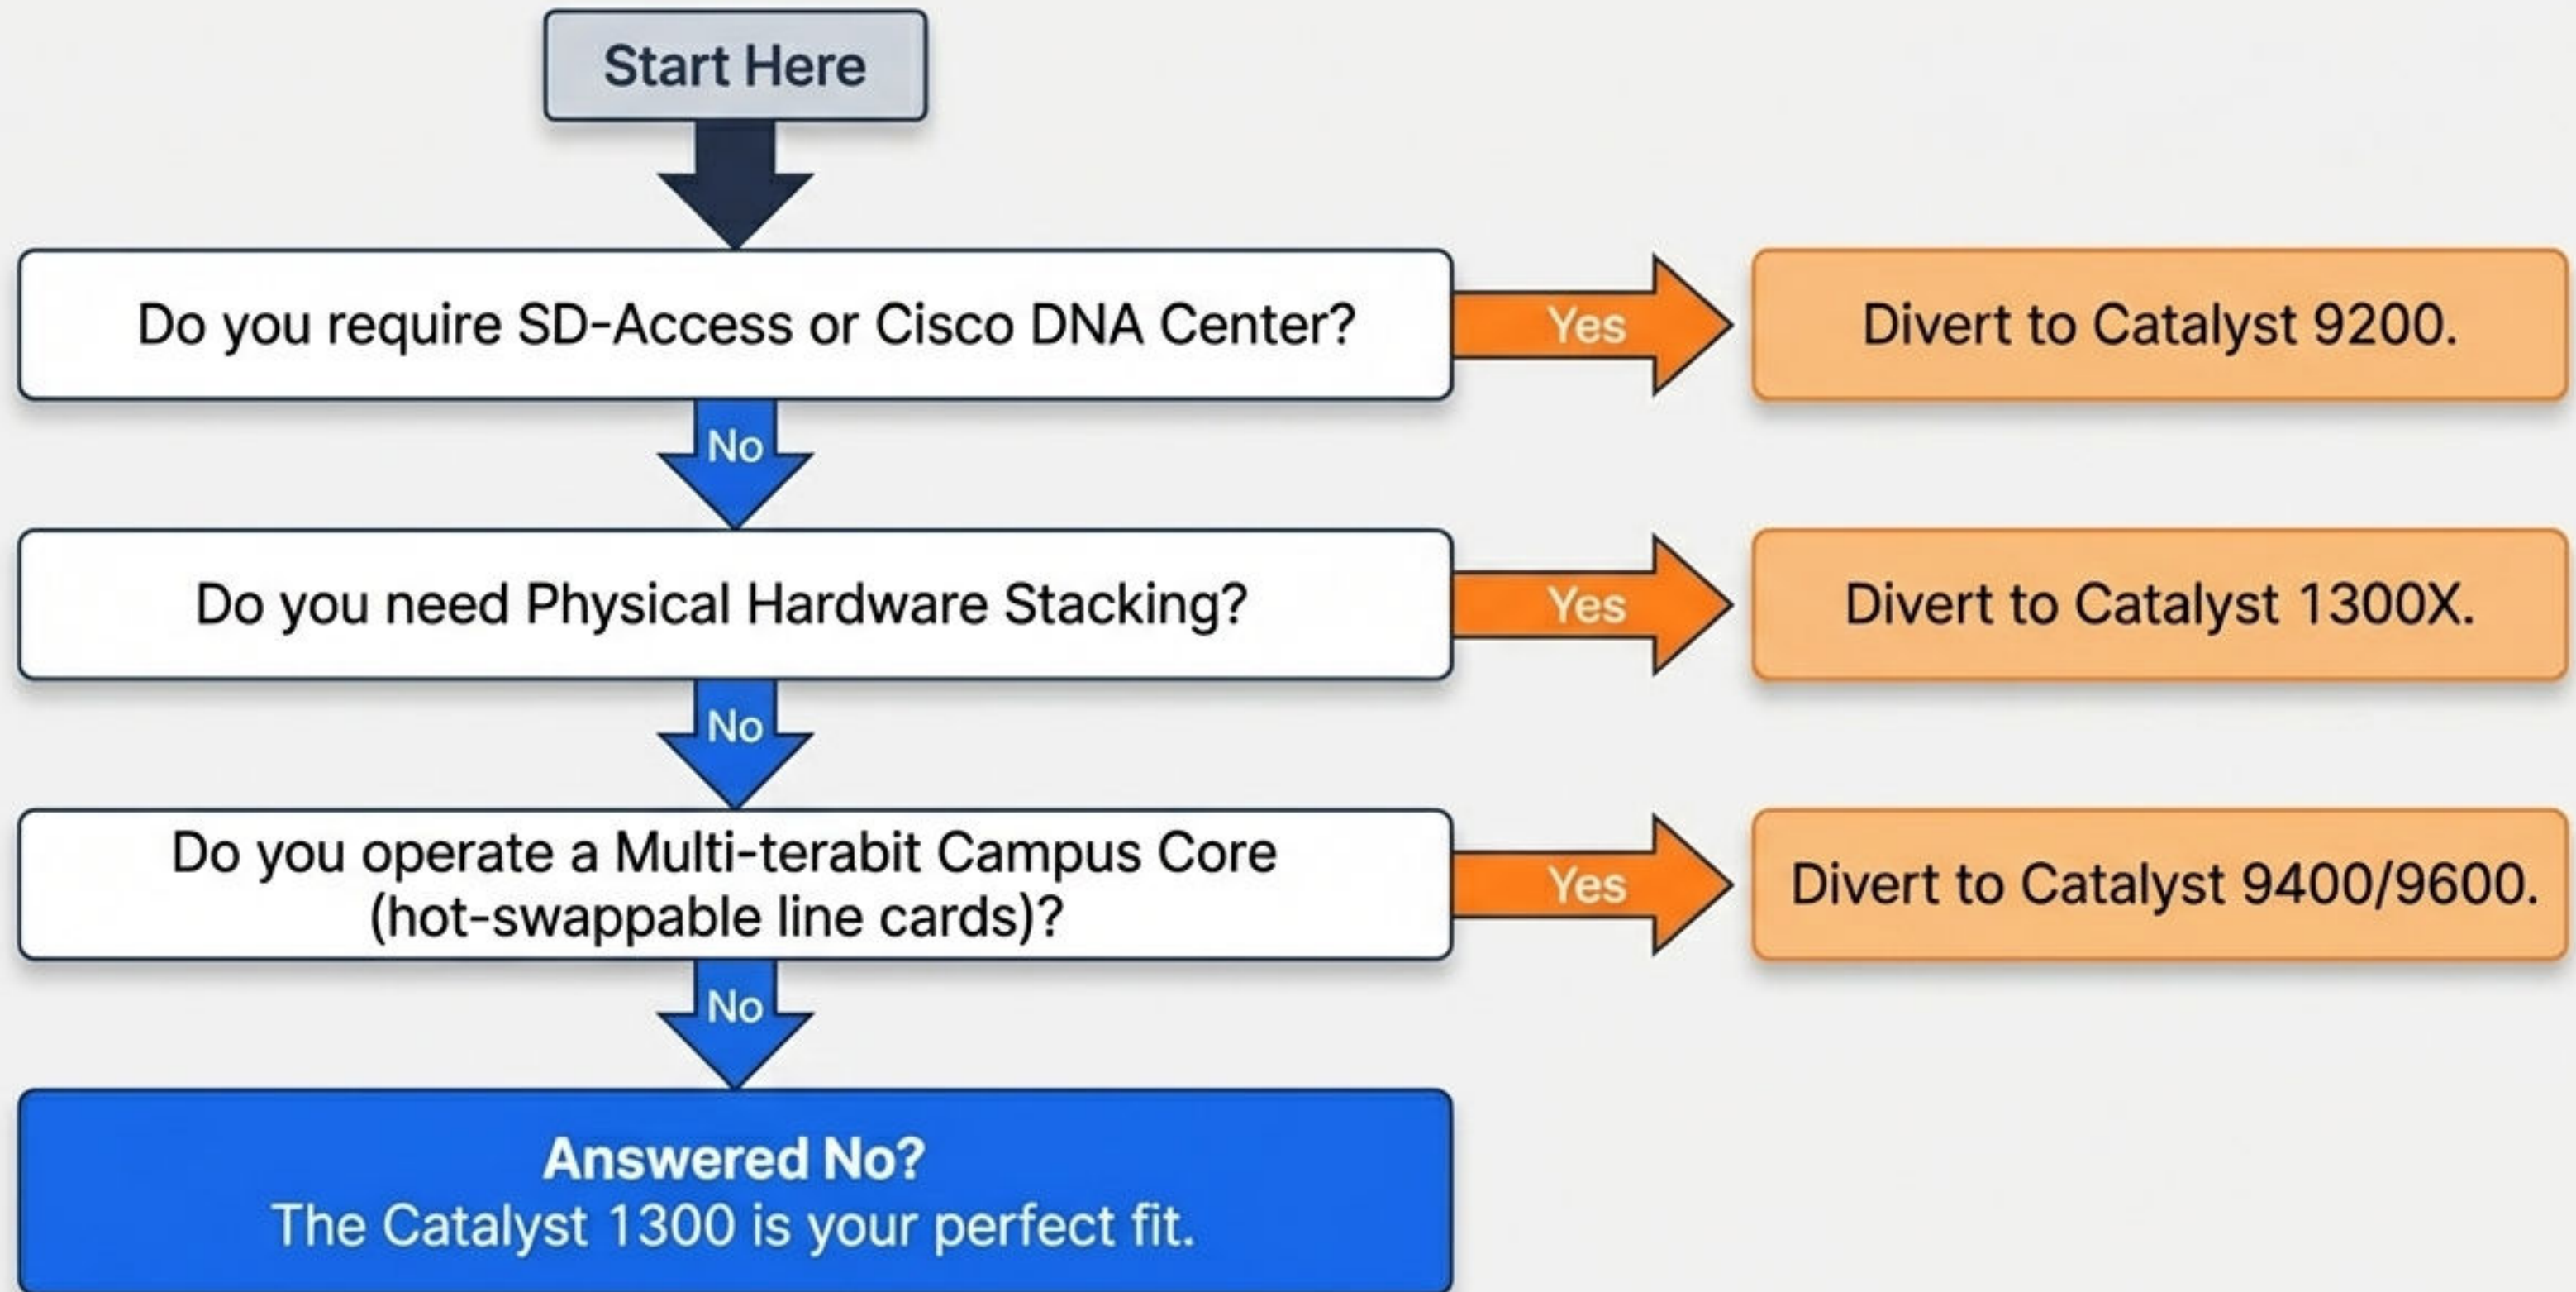 Start Here
Do you require SD-Access or Cisco DNA Center?
Yes
Divert to Catalyst 9200.
No
Do you need Physical Hardware Stacking?
Yes
Divert to Catalyst 1300X.
No
Do you operate a Multi-terabit Campus Core
(hot-swappable line cards)?
Yes
Divert to Catalyst 9400/9600.
No
Answered No?
The Catalyst 1300 is your perfect fit.